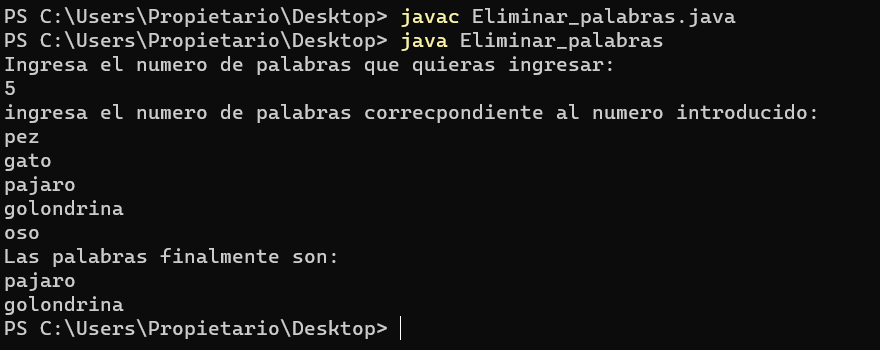 PS C:\Users\Propietario\Desktop> javac Eliminar_palabras.java
PS C:\Users\Propietario\Desktop> java Eliminar_palabras
Ingresa el numero de palabras que quieras ingresar:
5
ingresa el numero de palabras correcpondiente al numero introducido:
pez
gato
pajaro
golondrina
oso
Las palabras finalmente son:
pajaro
golondrina
PS C:\Users\Propietario\Desktop>